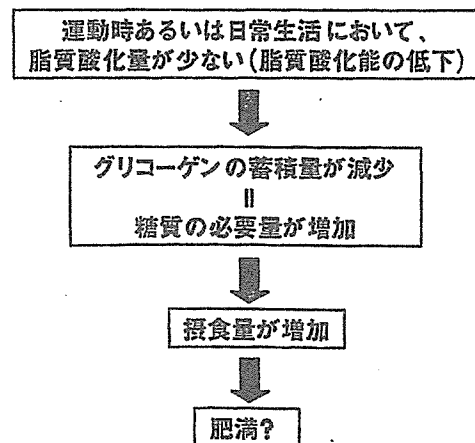 運動時あるいは日常生活において、
脂質酸化量が少ない(脂質酸化能の低下)
グリコーゲンの蓄積量が減少
=
糖質の必要量が増加
摂食量が増加
肥満?